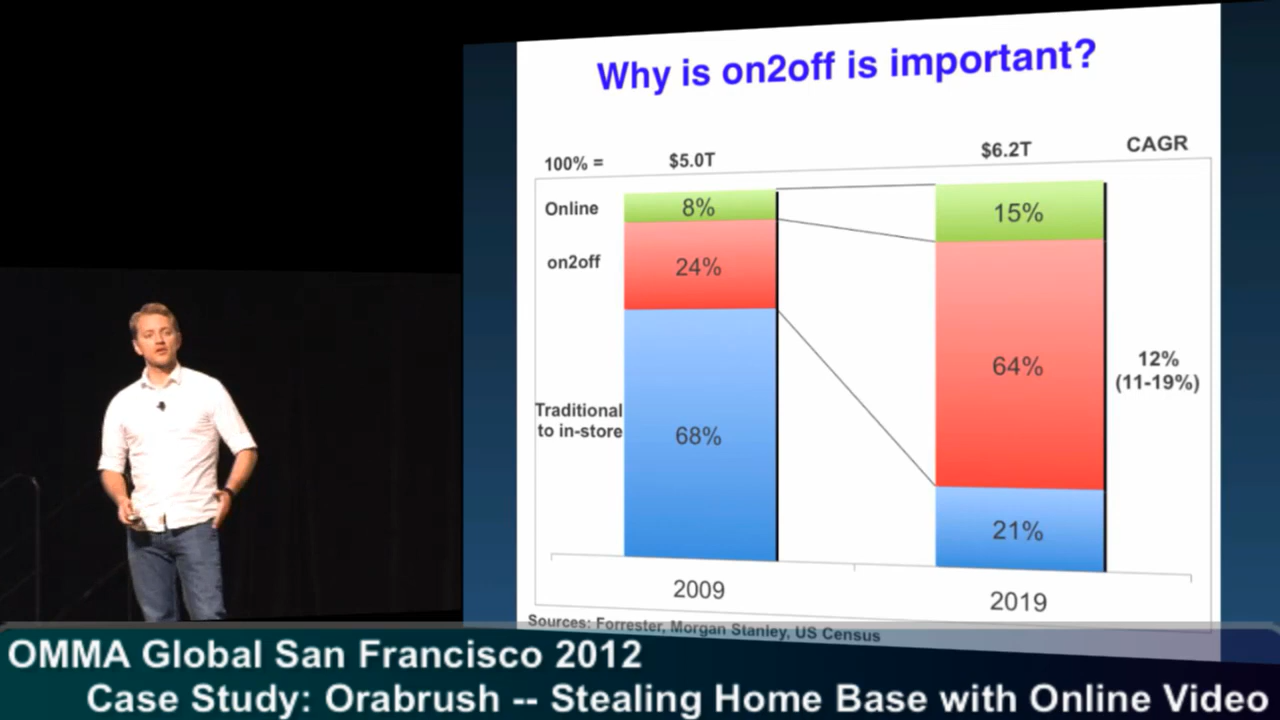 Why is on2off is important?
100% =
$5.0T
$6.2T
CAGR
Online
8%
15%
on2off
24%
64%
12%
(11-19%)
Traditional
to in-store
68%
21%
2009
2019
Sources: Forrester, Morgan Stanley, US Census
OMMA Global San Francisco 2012
Case Study: Orabrush -- Stealing Home Base with Online Video